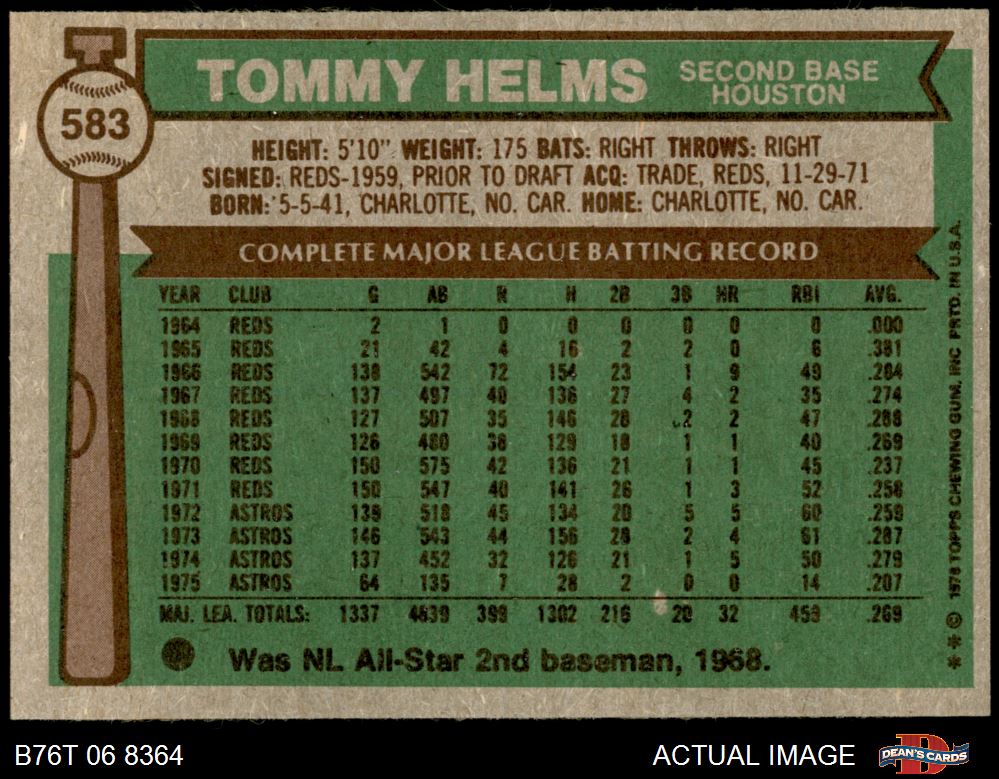 583
TOMMY HELMS
SECOND BASE
HOUSTON
HEIGHT: 5'10" WEIGHT: 175 BATS: RIGHT THROWS: RIGHT
SIGNED: REDS-1959, PRIOR TO DRAFT ACQ: TRADE, REDS, 11-29-71
BORN: 5-5-41, CHARLOTTE, NO. CAR. HOME: CHARLOTTE, NO. CAR.
COMPLETE MAJOR LEAGUE BATTING RECORD
YEAR CLUB G AB R H 2B 3B HR RBI AVG.
1964 REDS 2 1 0 0 0 0 0 0 .000
1965 REDS 21 42 4 16 2 2 0 6 .381
1966 REDS 138 542 72 154 23 1 9 49 .284
1967 REDS 137 497 40 136 27 4 2 35 .274
1968 REDS 127 507 35 146 28 2 2 47 .288
1969 REDS 126 480 38 129 18 1 1 40 .269
1970 REDS 150 575 42 136 21 1 1 45 .237
1971 REDS 150 547 40 141 26 1 3 52 .258
1972 ASTROS 139 518 45 134 20 5 5 60 .259
1973 ASTROS 146 543 44 156 28 2 4 61 .287
1974 ASTROS 137 452 32 126 21 1 5 50 .279
1975 ASTROS 64 135 7 28 2 0 0 14 .207
MAJ. LEA. TOTALS: 1337 4839 399 1302 216 20 32 459 .269
Was NL All-Star 2nd baseman, 1968.
* * © 1976 TOPPS CHEWING GUM, INC. PRTD. IN U.S.A.
B76T 06 8364
ACTUAL IMAGE
DEAN'S CARDS